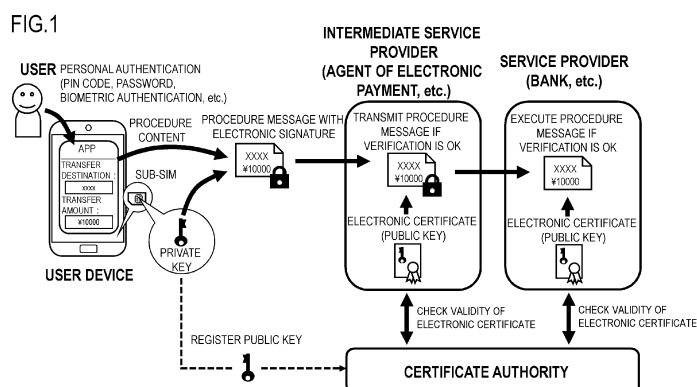 FIG.1
USER
PERSONAL AUTHENTICATION
(PIN CODE, PASSWORD,
BIOMETRIC AUTHENTICATION, etc.)
PROCEDURE
CONTENT
APP
TRANSFER
DESTINATION :
xxxx
TRANSFER
AMOUNT :
¥10000
SUB-SIM
PRIVATE
KEY
USER DEVICE
PROCEDURE MESSAGE WITH
ELECTRONIC SIGNATURE
XXXX
¥10000
INTERMEDIATE SERVICE
PROVIDER
(AGENT OF ELECTRONIC
PAYMENT, etc.)
TRANSMIT PROCEDURE
MESSAGE IF
VERIFICATION IS OK
XXXX
¥10000
ELECTRONIC CERTIFICATE
(PUBLIC KEY)
SERVICE PROVIDER
(BANK, etc.)
EXECUTE PROCEDURE
MESSAGE IF
VERIFICATION IS OK
XXXX
¥10000
ELECTRONIC CERTIFICATE
(PUBLIC KEY)
CHECK VALIDITY OF
ELECTRONIC CERTIFICATE
CHECK VALIDITY OF
ELECTRONIC CERTIFICATE
REGISTER PUBLIC KEY
CERTIFICATE AUTHORITY